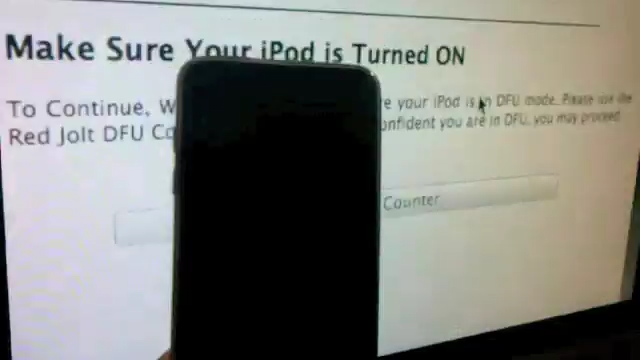 Make Sure Your iPod is Turned ON
To Continue, W re your iPod is in DFU mode. Please use the
Red Jolt DFU Co onfident you are in DFU, you may proceed
Counter